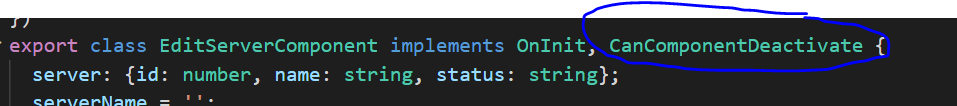 })
export class EditServerComponent implements OnInit, CanComponentDeactivate {
server: {id: number, name: string, status: string};
serverName = '';